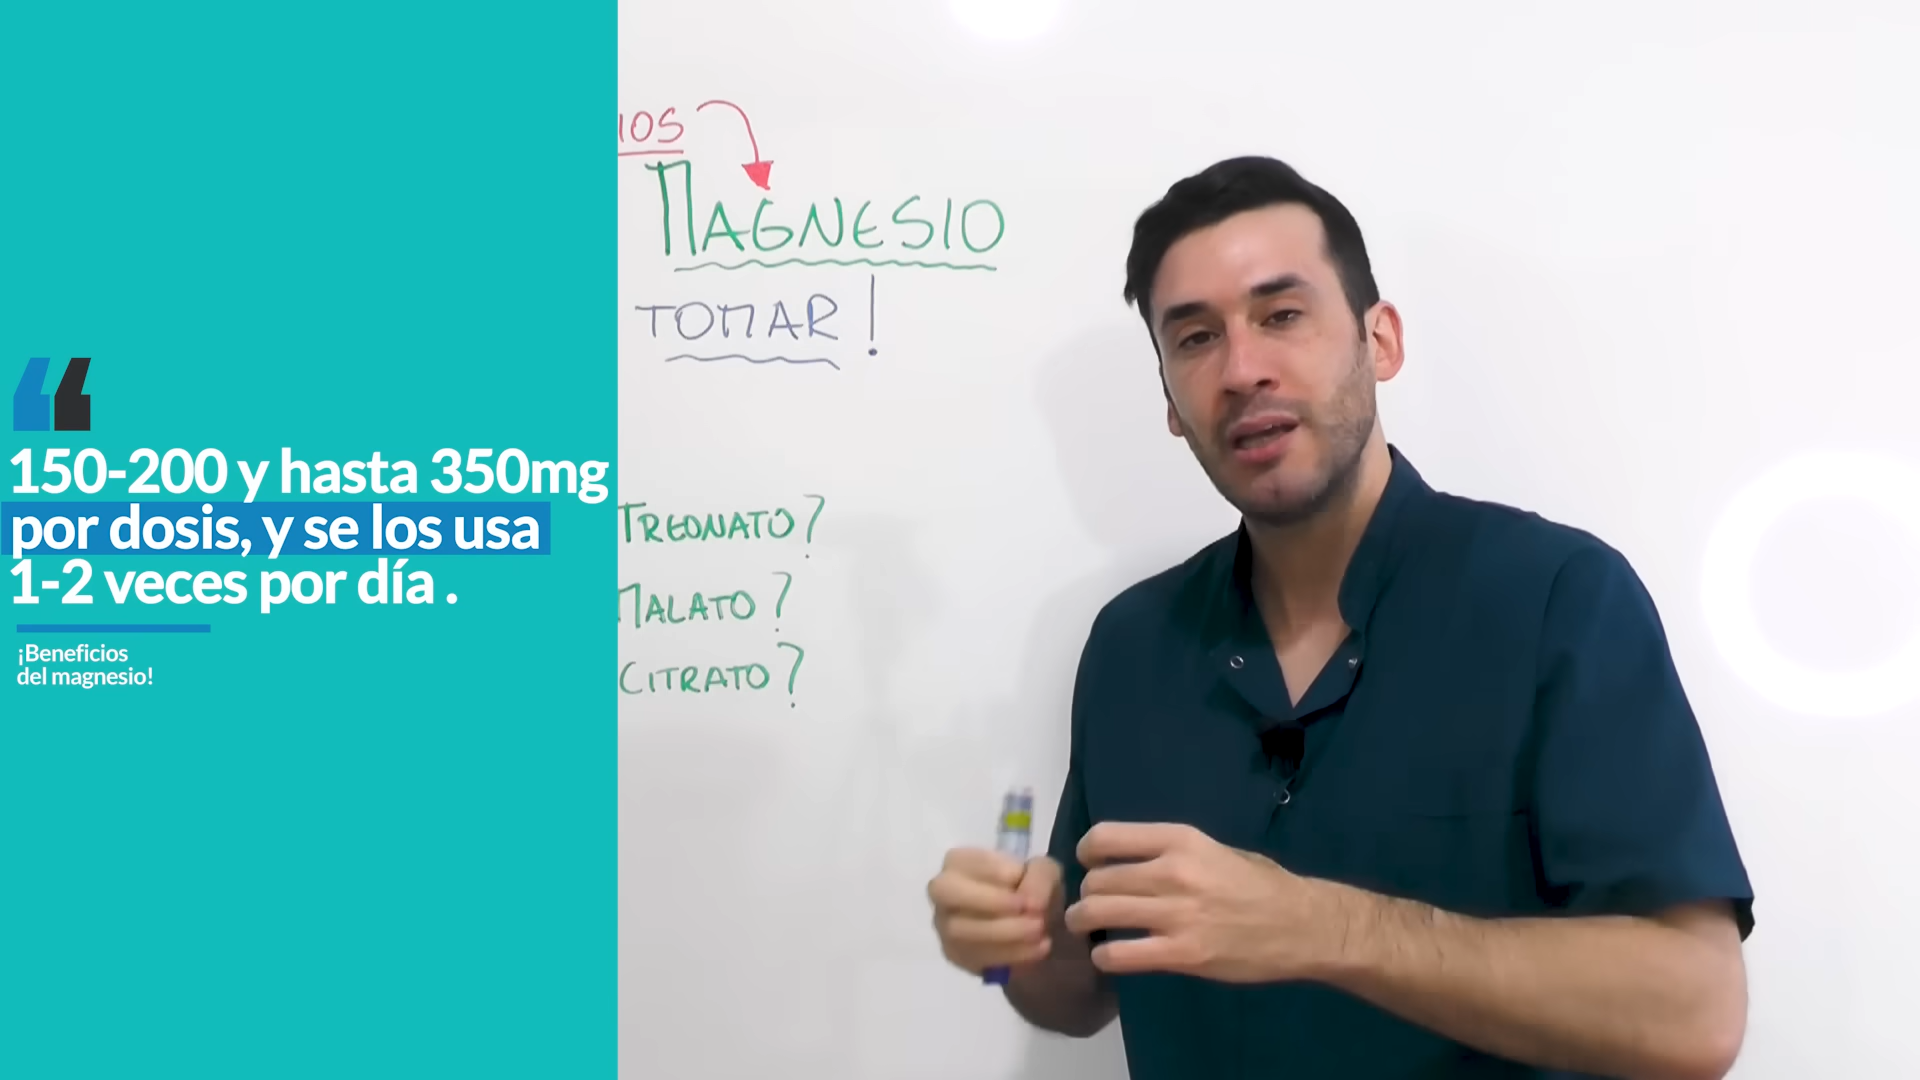 150-200 y hasta 350mg
por dosis, y se los usa
1-2 veces por día .
¡Beneficios
del magnesio!
IOS
MAGNESIO
TOMAR!
TREONATO?
MALATO?
CITRATO?